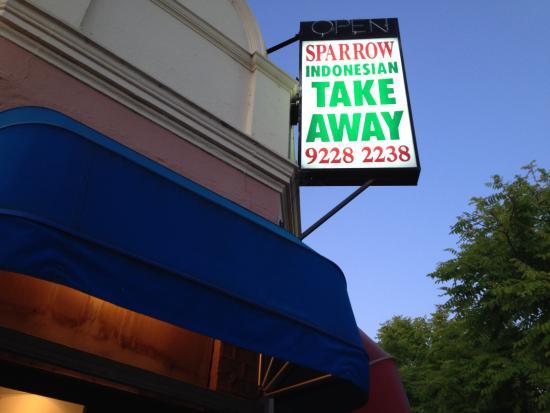 OPEN
SPARROW
INDONESIAN
TAKE
AWAY
9228 2238